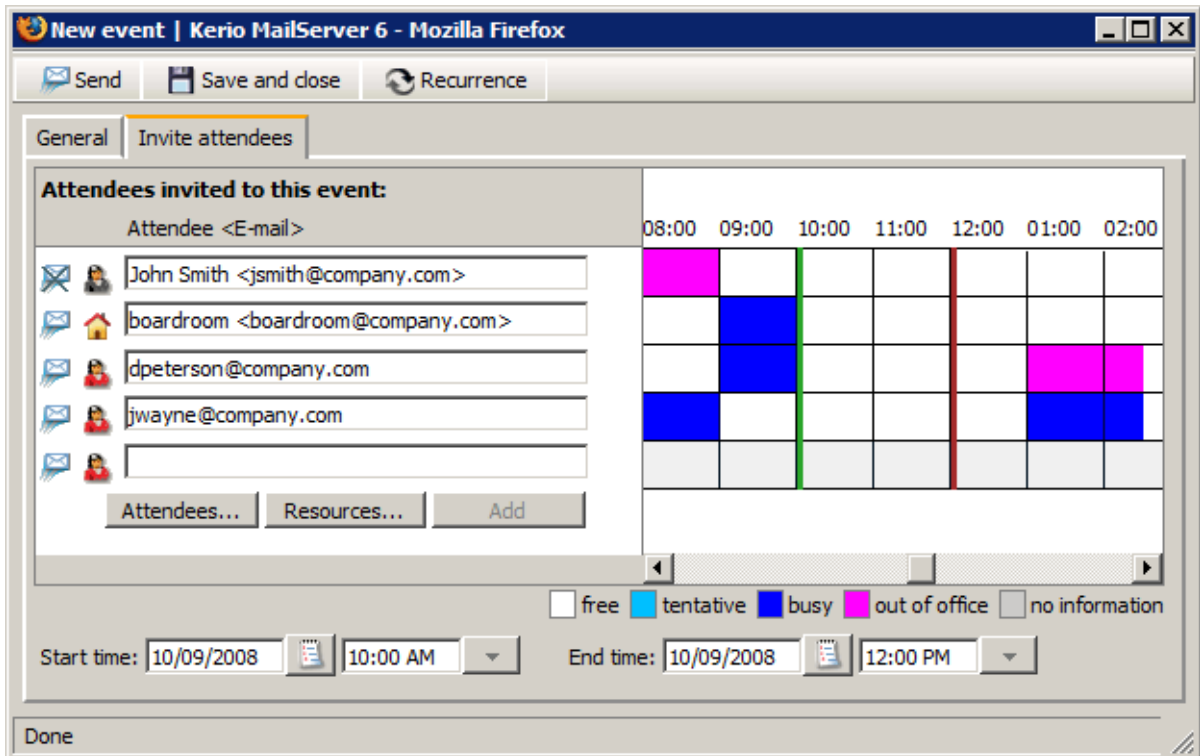 New event | Kerio MailServer 6 - Mozilla Firefox
Send Save and close Recurrence
General Invite attendees
Attendees invited to this event:
Attendee <E-mail> 08:00 09:00 10:00 11:00 12:00 01:00 02:00
John Smith <jsmith@company.com>
boardroom <boardroom@company.com>
dpeterson@company.com
jwayne@company.com
Attendees... Resources... Add
free tentative busy out of office no information
Start time: 10/09/2008 10:00 AM End time: 10/09/2008 12:00 PM
Done